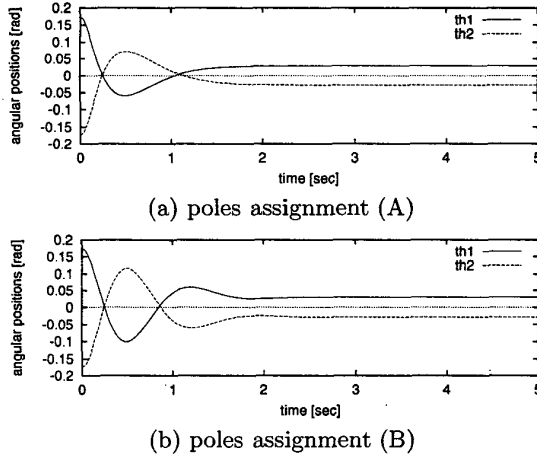 angular positions [rad]
0.2
0.15
0.1
0.05
0
-0.05
-0.1
-0.15
-0.2
th1
th2
0 1 2 3 4 5
time [sec]
(a) poles assignment (A)
angular positions [rad]
0.2
0.15
0.1
0.05
0
-0.05
-0.1
-0.15
-0.2
th1
th2
0 1 2 3 4 5
time [sec]
(b) poles assignment (B)